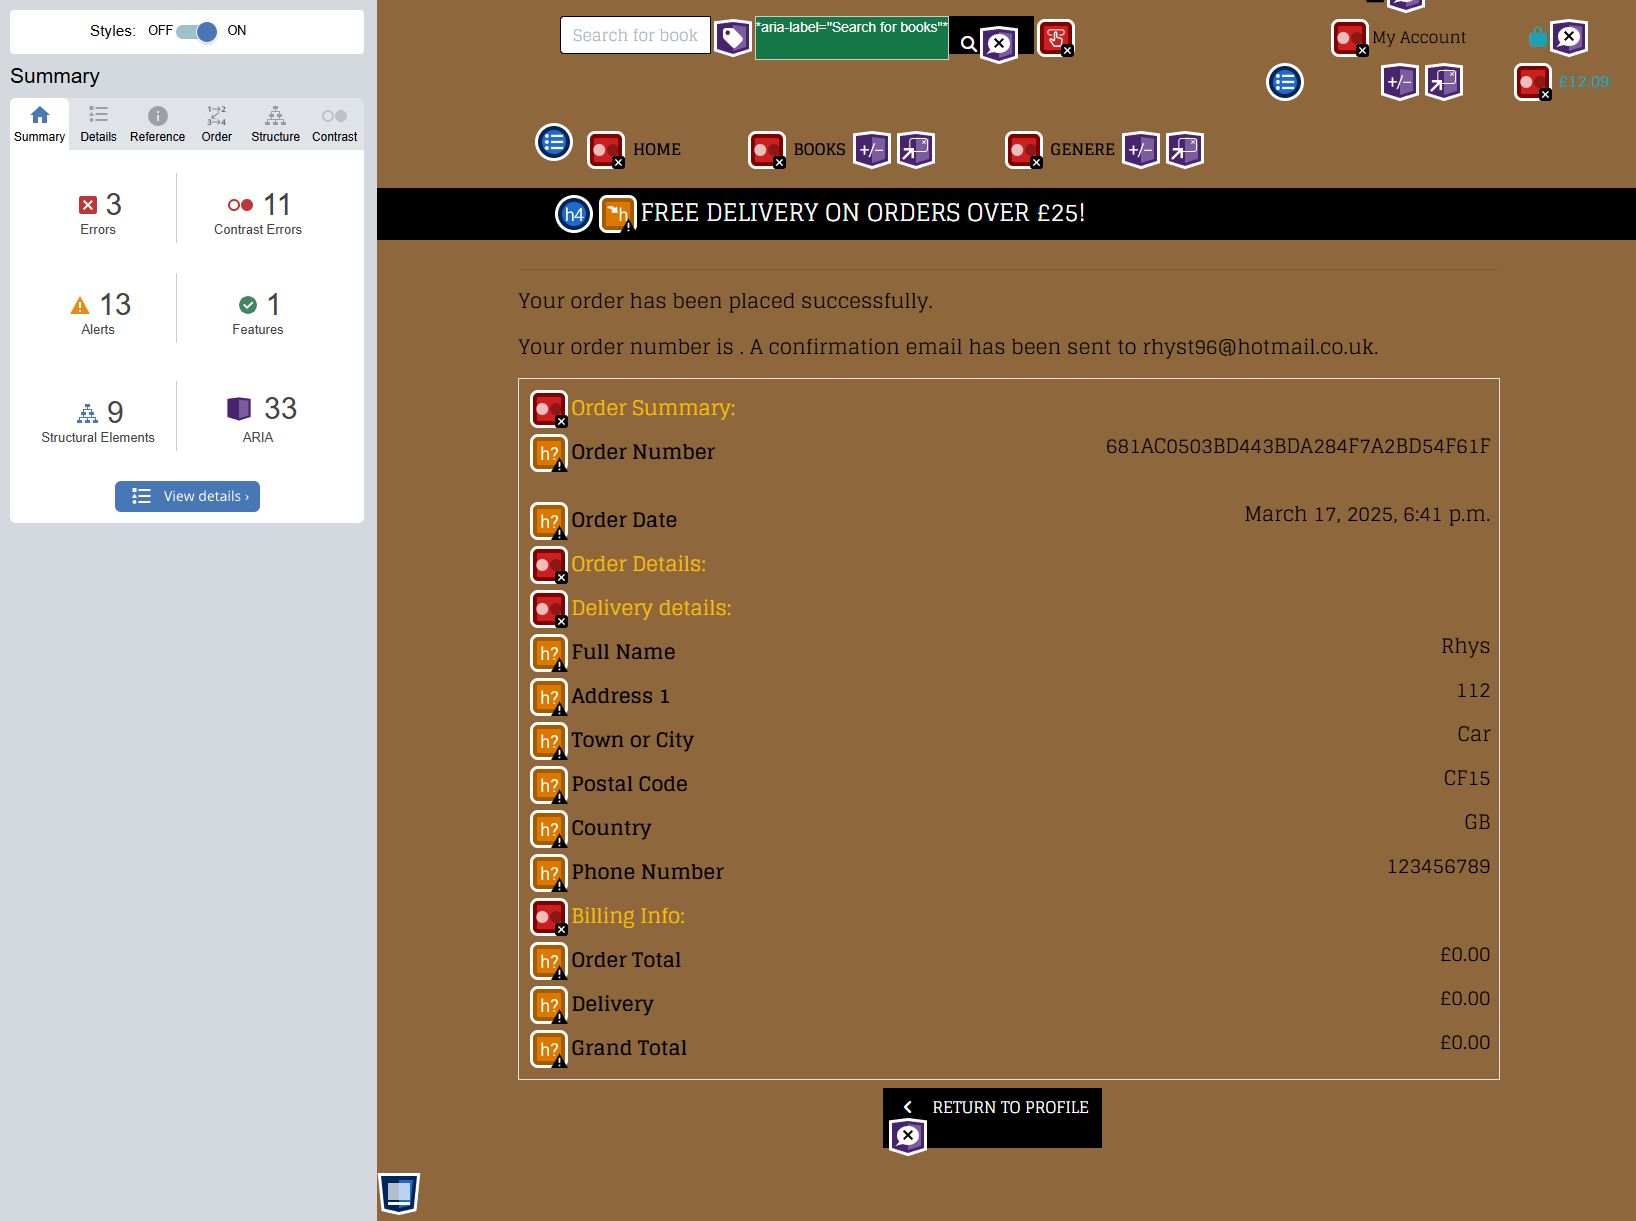 Styles: OFF ON
Summary
Summary Details Reference Order Structure Contrast
3
Errors
11
Contrast Errors
13
Alerts
1
Features
9
Structural Elements
33
ARIA
View details ›
Search for book
*aria-label="Search for books"*
My Account
£12.09
HOME
BOOKS
GENERE
FREE DELIVERY ON ORDERS OVER £25!
Your order has been placed successfully.
Your order number is . A confirmation email has been sent to rhyst96@hotmail.co.uk.
Order Summary:
Order Number 681AC0503BD443BDA284F7A2BD54F61F
Order Date March 17, 2025, 6:41 p.m.
Order Details:
Delivery details:
Full Name Rhys
Address 1 112
Town or City Car
Postal Code CF15
Country GB
Phone Number 123456789
Billing Info:
Order Total £0.00
Delivery £0.00
Grand Total £0.00
RETURN TO PROFILE